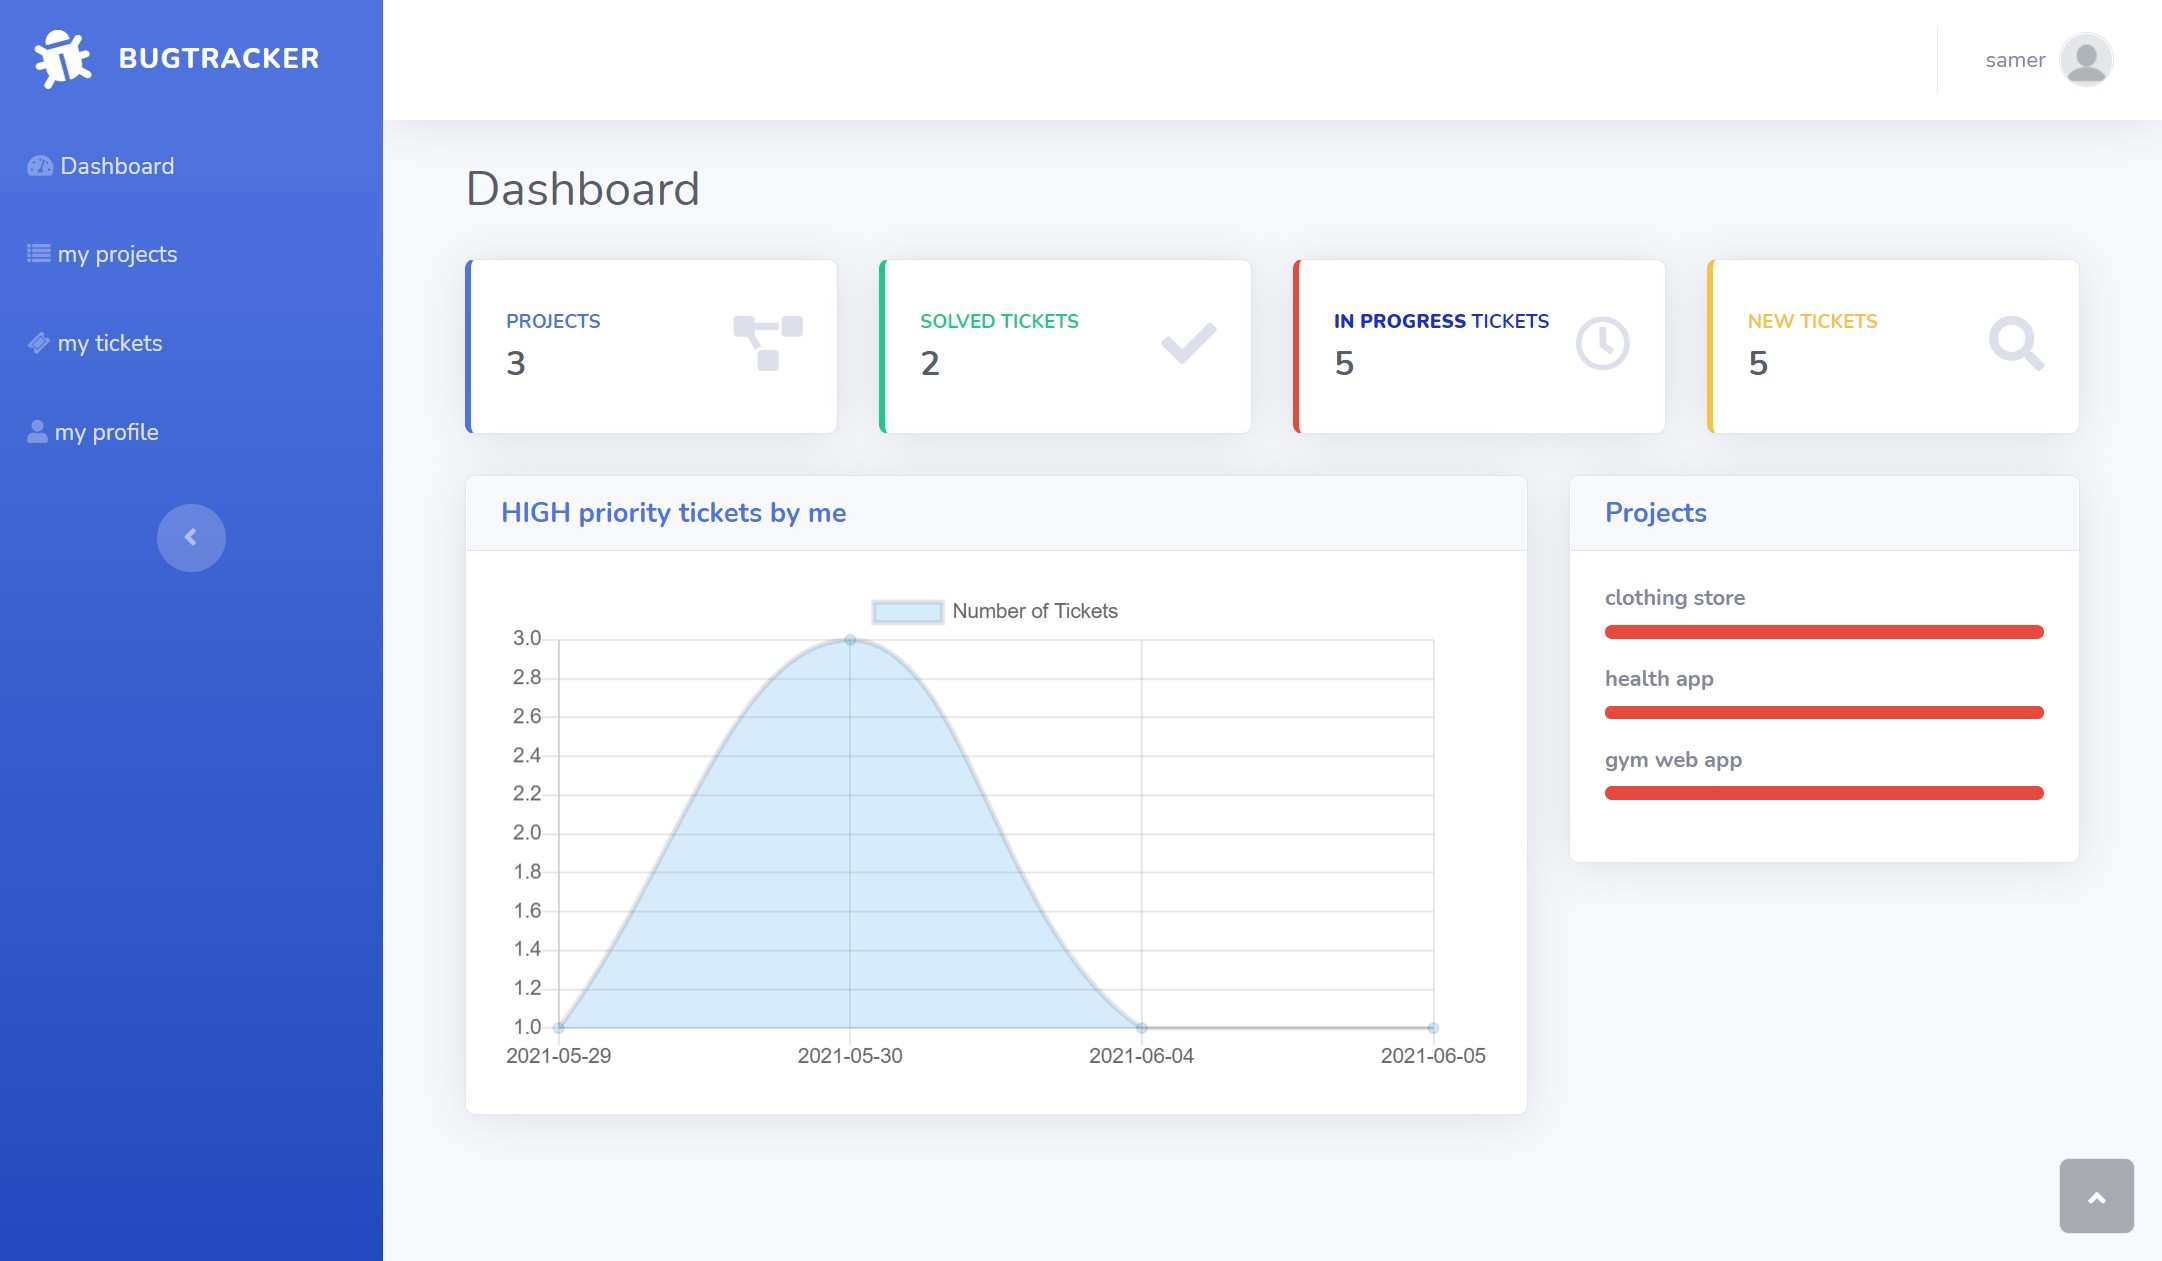 BUGTRACKER
samer
Dashboard
my projects
my tickets
my profile
Dashboard
PROJECTS
3
SOLVED TICKETS
2
IN PROGRESS TICKETS
5
NEW TICKETS
5
HIGH priority tickets by me
Number of Tickets
3.0
2.8
2.6
2.4
2.2
2.0
1.8
1.6
1.4
1.2
1.0
2021-05-29 2021-05-30 2021-06-04 2021-06-05
Projects
clothing store
health app
gym web app